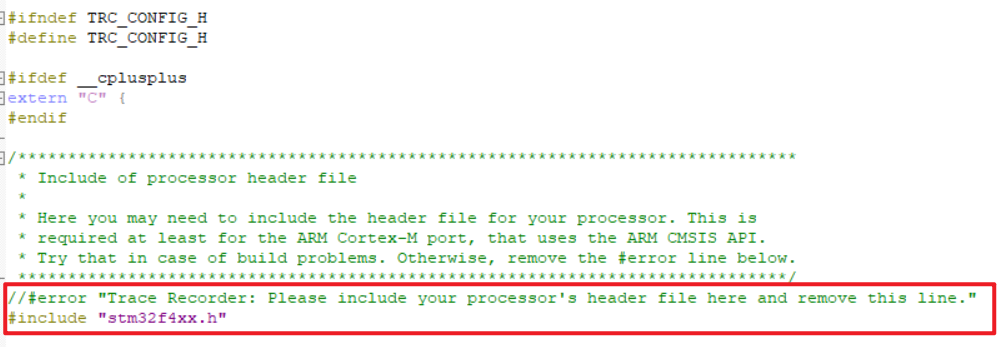 #ifndef TRC_CONFIG_H
#define TRC_CONFIG_H
#ifdef __cplusplus
extern "C" {
#endif
/******************************************************************************
 * Include of processor header file
 *
 * Here you may need to include the header file for your processor. This is
 * required at least for the ARM Cortex-M port, that uses the ARM CMSIS API.
 * Try that in case of build problems. Otherwise, remove the #error line below.
 *****************************************************************************/
//#error "Trace Recorder: Please include your processor's header file here and remove this line."
#include "stm32f4xx.h"